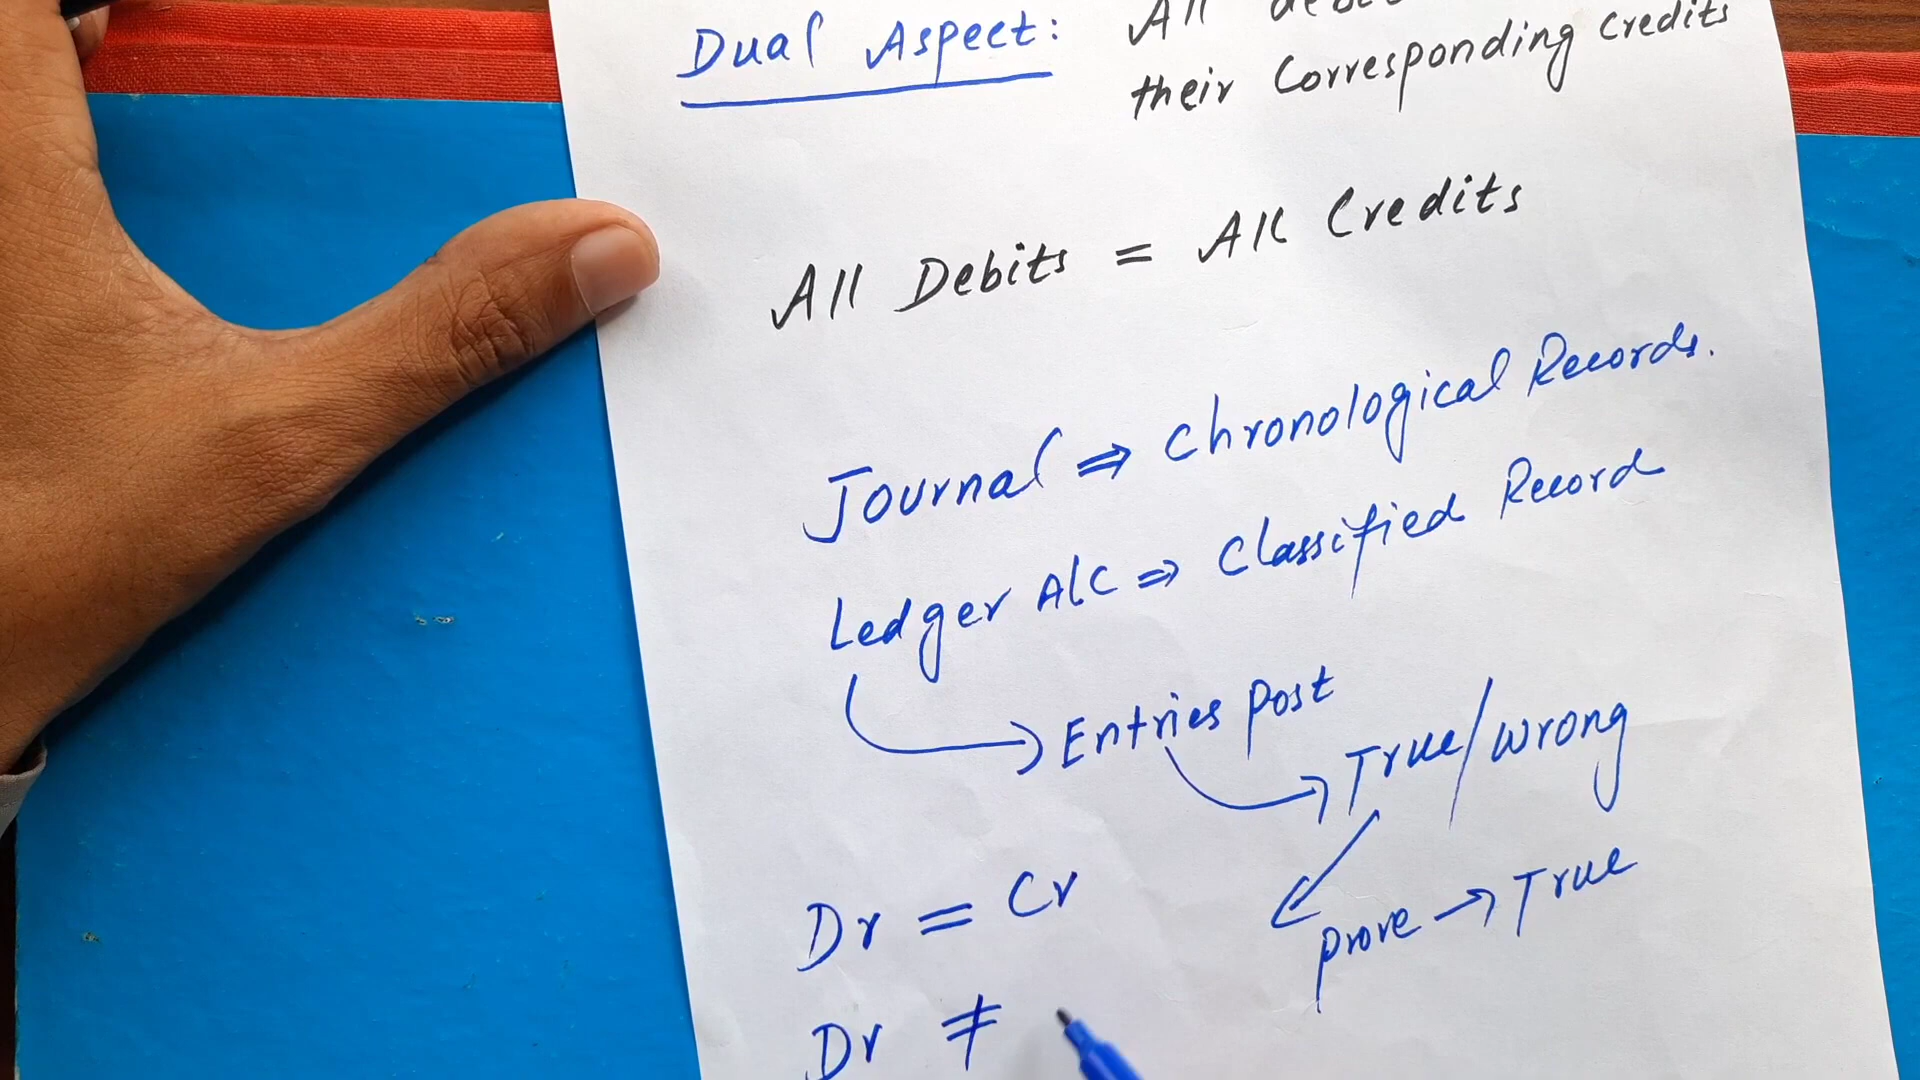 Dual Aspect: All
their Corresponding Credits
All Debits = All Credits
Journal ⇒ Chronological Records.
Ledger A/C ⇒ Classified Record
→ Entries Post
→ True/wrong
prove → True
Dr = Cr
Dr ≠